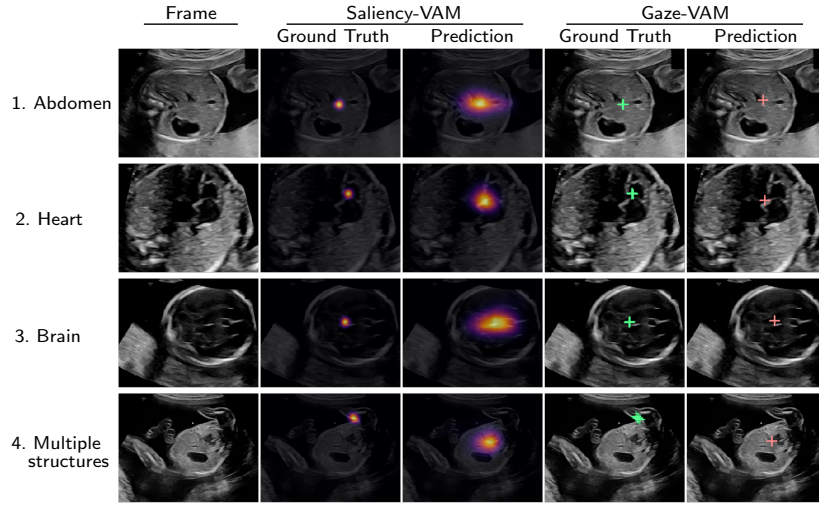 Frame Saliency-VAM Gaze-VAM
Ground Truth Prediction Ground Truth Prediction
1. Abdomen
2. Heart
3. Brain
4. Multiple
structures